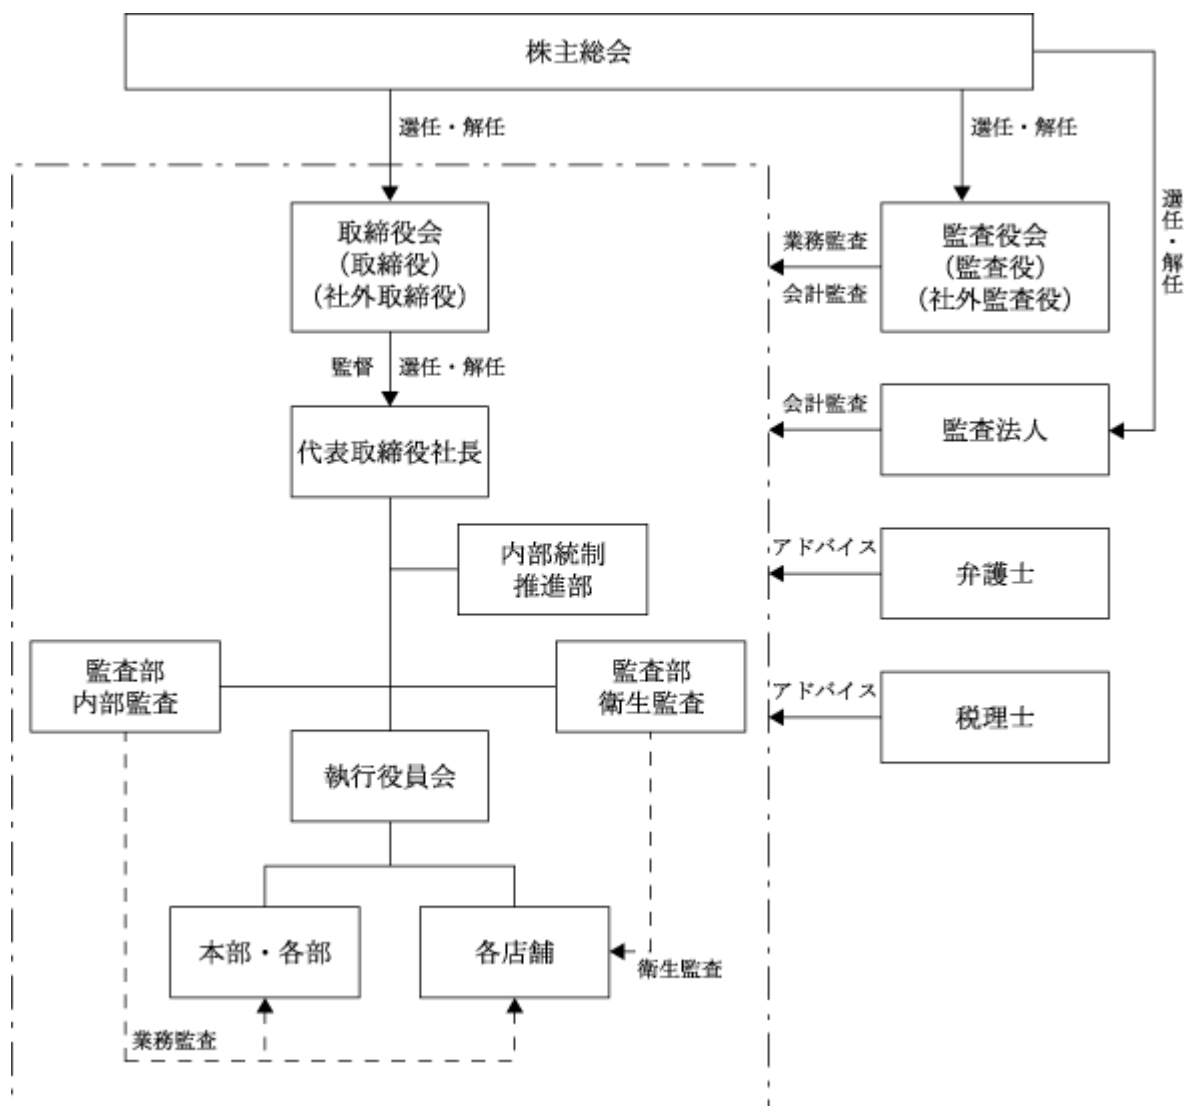 株主総会
選任・解任
選任・解任
選任・解任
取締役会
(取締役)
(社外取締役)
業務監査
会計監査
監査役会
(監査役)
(社外監査役)
監督
選任・解任
代表取締役社長
会計監査
監査法人
内部統制
推進部
アドバイス
弁護士
監査部
内部監査
監査部
衛生監査
アドバイス
税理士
執行役員会
本部・各部
各店舗
衛生監査
業務監査